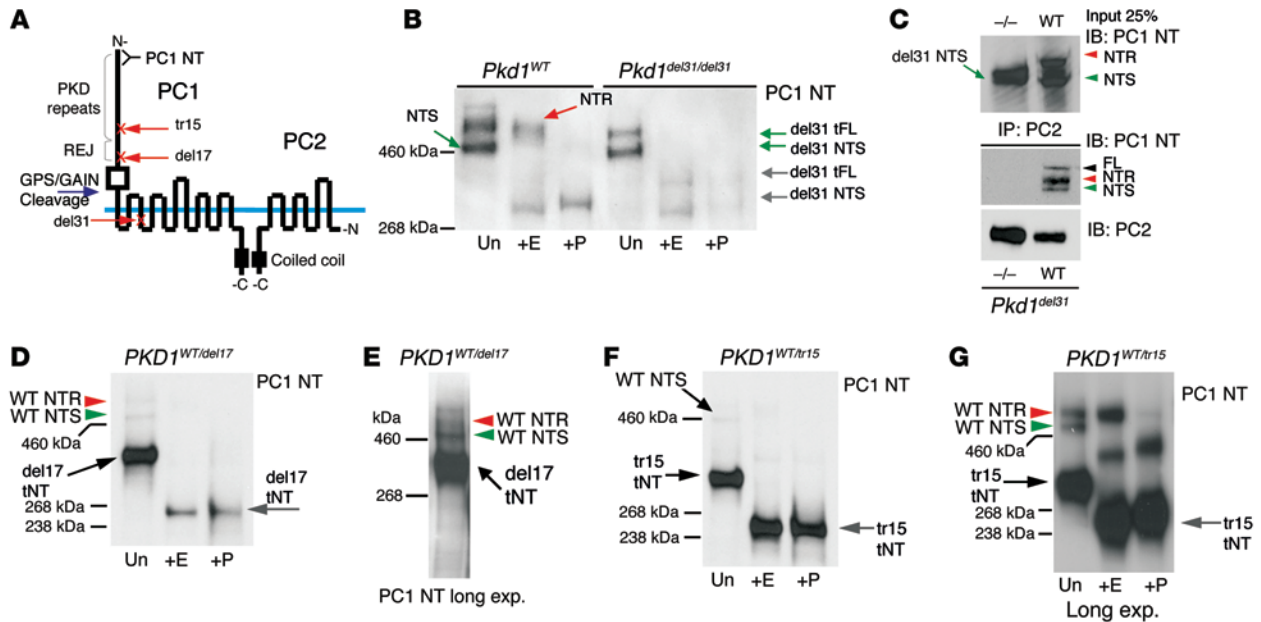 A
N-
PC1 NT
PKD
repeats
PC1
tr15
REJ
del17
PC2
GPS/GAIN
Cleavage
del31
-N
Coiled coil
-C -C
B
Pkd1WT
Pkd1del31/del31
PC1 NT
NTR
NTS
460 kDa
268 kDa
del31 tFL
del31 NTS
del31 tFL
del31 NTS
Un +E +P Un +E +P
C
–/– WT
Input 25%
IB: PC1 NT
del31 NTS
NTR
NTS
IP: PC2
IB: PC1 NT
FL
NTR
NTS
IB: PC2
–/– WT
Pkd1del31
D
PKD1WT/del17
PC1 NT
WT NTR
WT NTS
460 kDa
del17
tNT
268 kDa
238 kDa
del17
tNT
Un +E +P
E
PKD1WT/del17
kDa
460
268
WT NTR
WT NTS
del17
tNT
PC1 NT long exp.
F
PKD1WT/tr15
WT NTS
PC1 NT
460 kDa
tr15
tNT
268 kDa
238 kDa
tr15
tNT
Un +E +P
G
PKD1WT/tr15
PC1 NT
WT NTR
WT NTS
460 kDa
tr15
tNT
268 kDa
238 kDa
tr15
tNT
Un +E +P
Long exp.